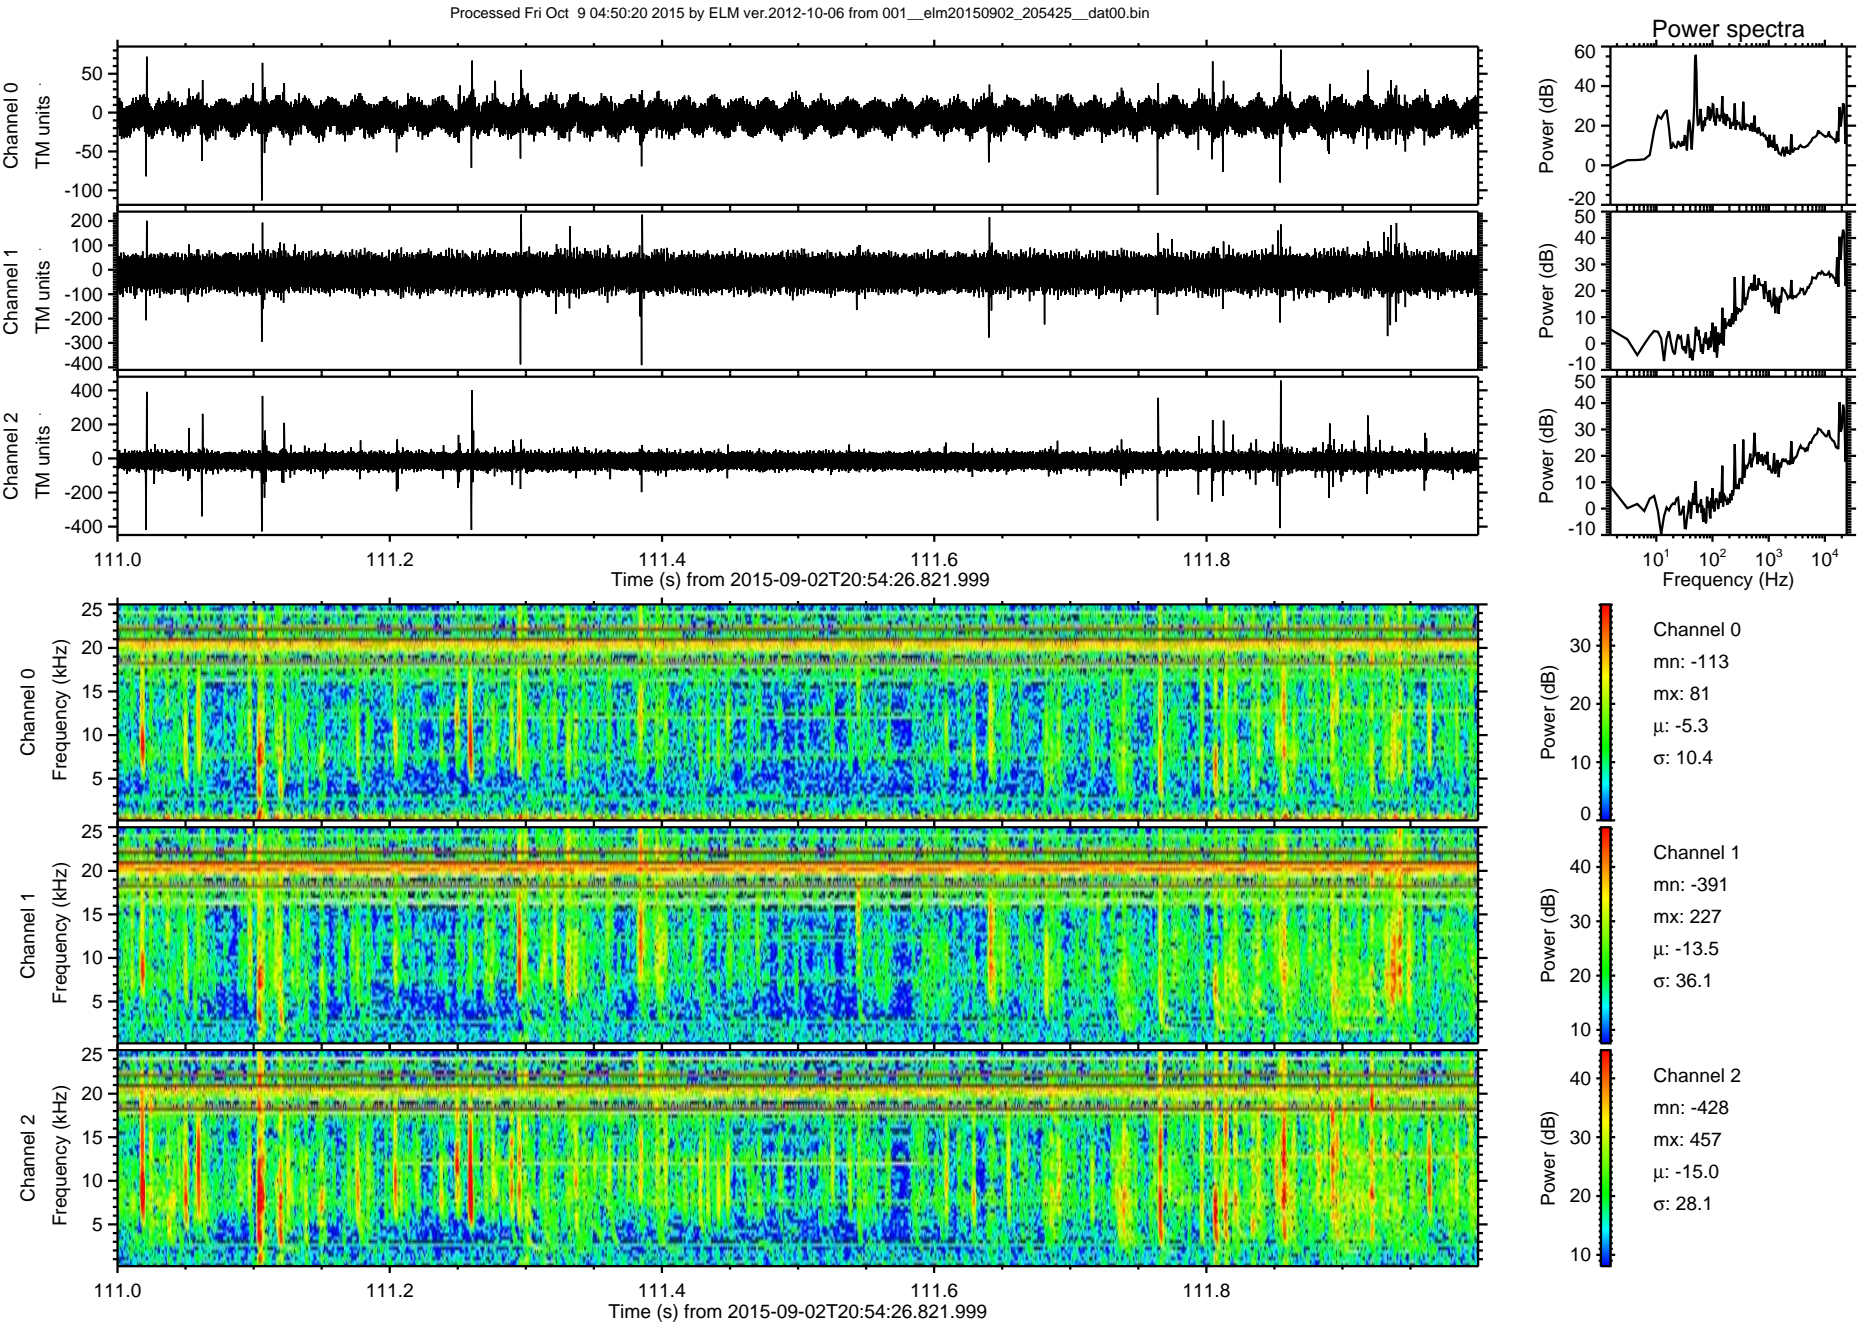 Processed Fri Oct  9 04:50:20 2015 by ELM ver.2012-10-06 from 001__elm20150902_205425__dat00.bin
Power spectra
Channel 0
TM units
50
0
-50
-100
Power (dB)
60
40
20
0
-20
Channel 1
TM units
200
100
0
-100
-200
-300
-400
Power (dB)
50
40
30
20
10
0
-10
Channel 2
TM units
400
200
0
-200
-400
Power (dB)
50
40
30
20
10
0
-10
111.0 111.2 111.4 111.6 111.8
Time (s) from 2015-09-02T20:54:26.821.999
10¹ 10² 10³ 10⁴
Frequency (Hz)
Channel 0
Frequency (kHz)
25
20
15
10
5
Power (dB)
30
20
10
0
Channel 0
mn: -113
mx: 81
μ: -5.3
σ: 10.4
Channel 1
Frequency (kHz)
25
20
15
10
5
Power (dB)
40
30
20
10
Channel 1
mn: -391
mx: 227
μ: -13.5
σ: 36.1
Channel 2
Frequency (kHz)
25
20
15
10
5
Power (dB)
40
30
20
10
Channel 2
mn: -428
mx: 457
μ: -15.0
σ: 28.1
111.0 111.2 111.4 111.6 111.8
Time (s) from 2015-09-02T20:54:26.821.999